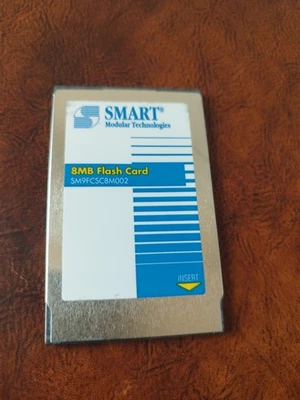 SMART®
Modular Technologies
8MB Flash Card
SM9FCSC8M002
INSERT